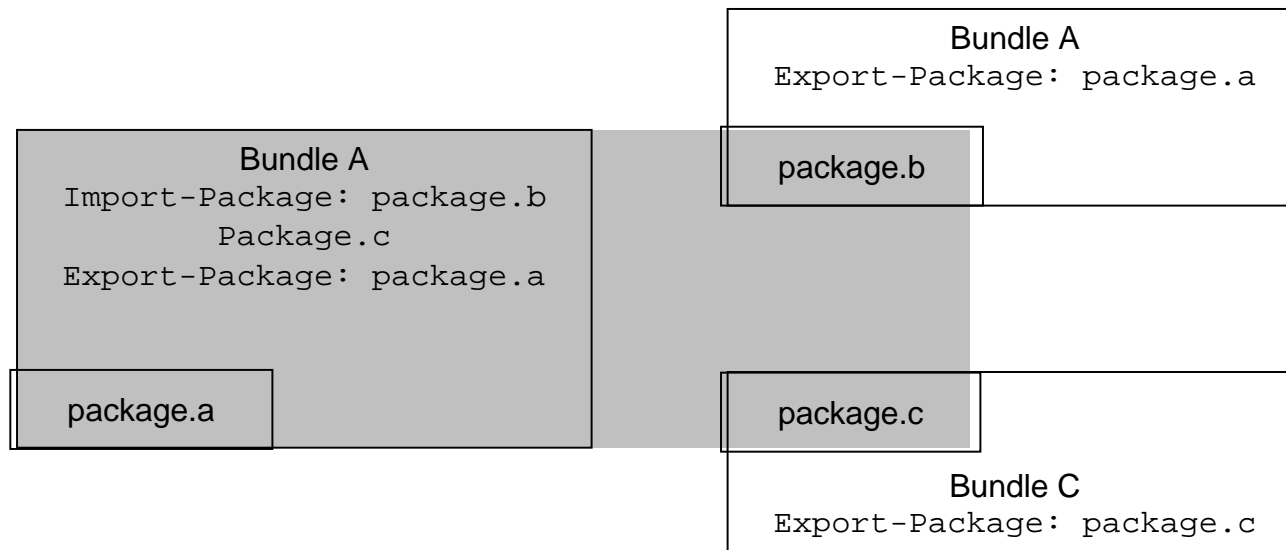 Bundle A
Export-Package: package.a
package.b
Bundle A
Import-Package: package.b
Package.c
Export-Package: package.a
package.a
package.c
Bundle C
Export-Package: package.c